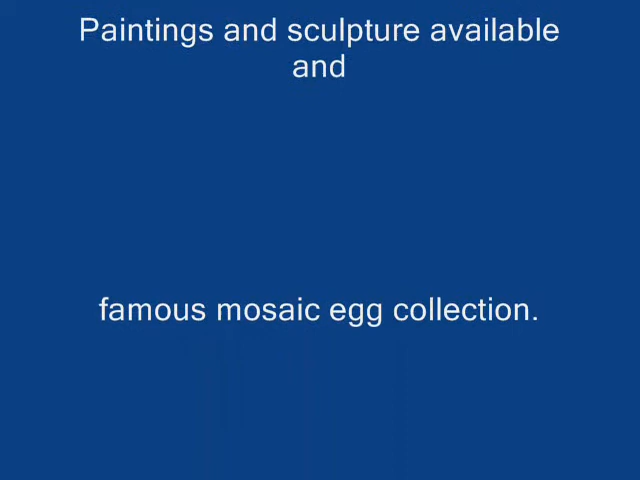 Paintings and sculpture available
and
famous mosaic egg collection.